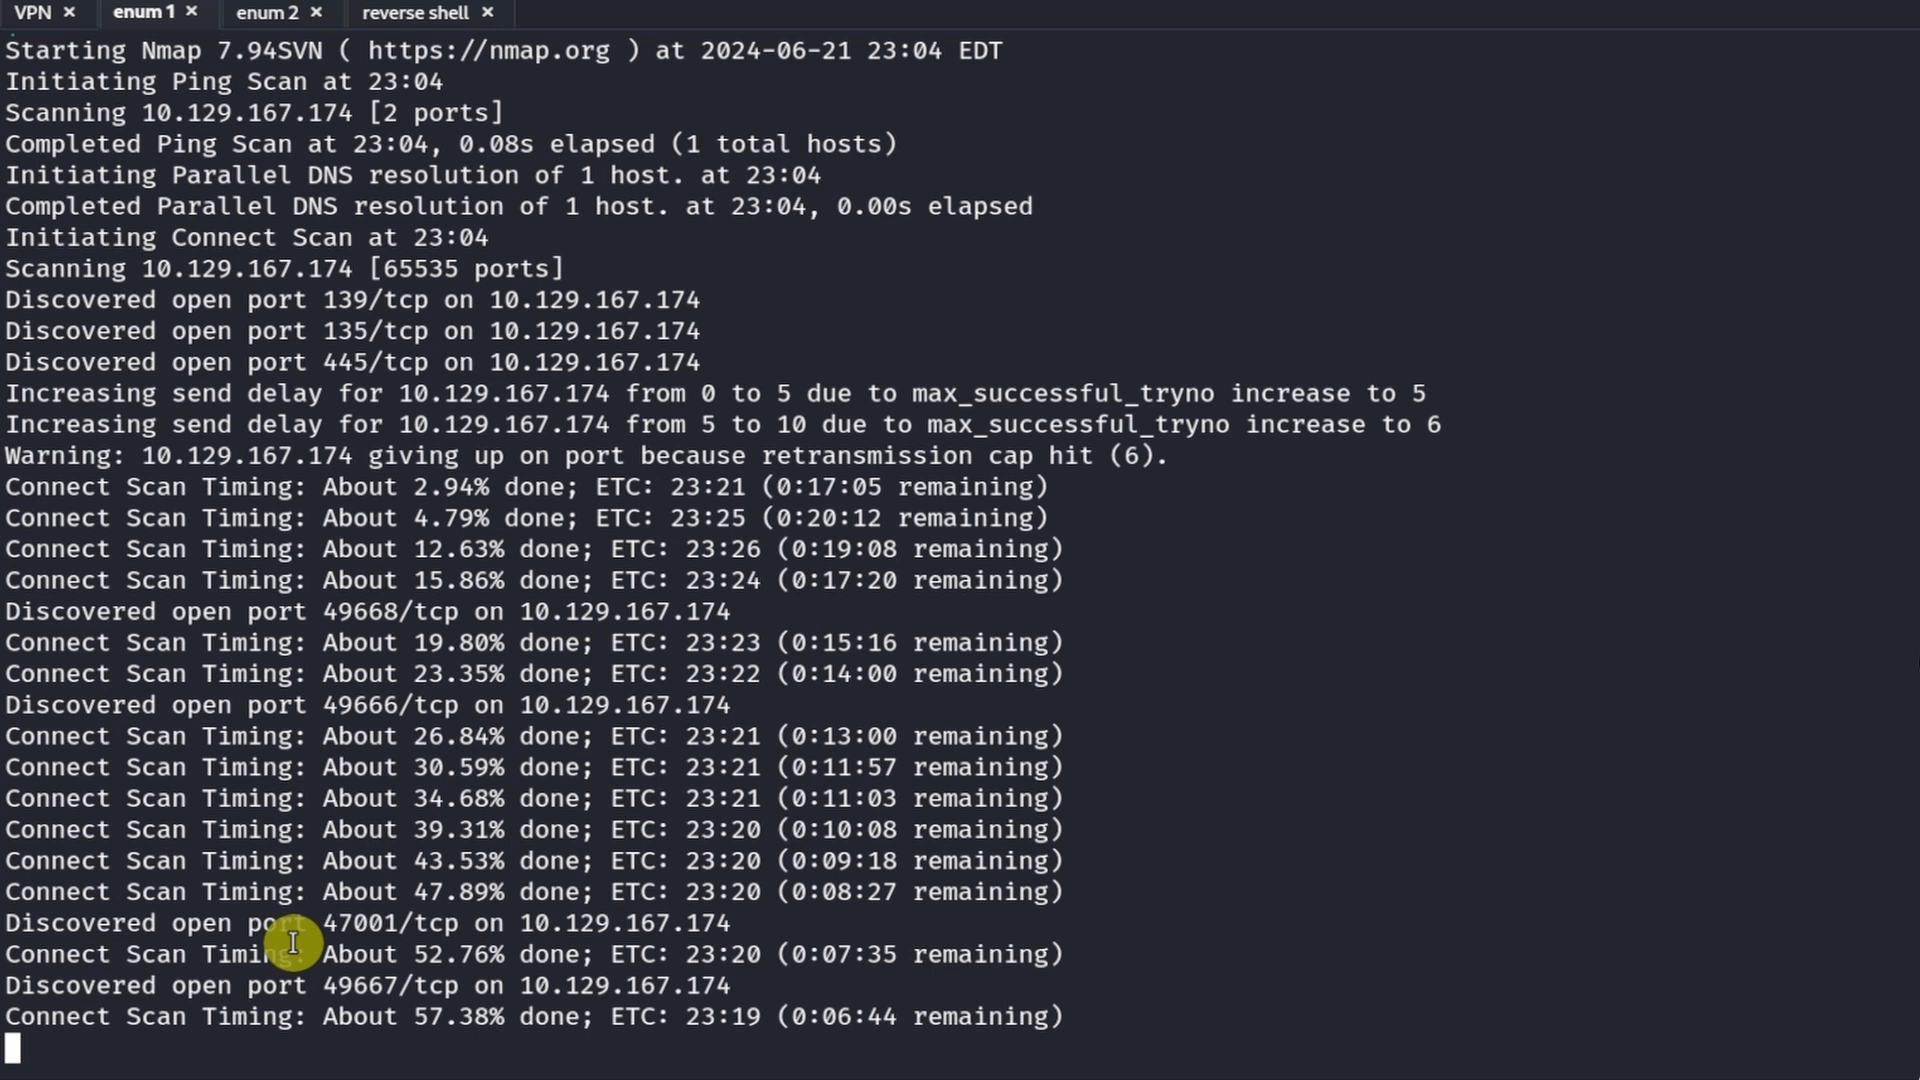 VPN × enum 1 × enum 2 × reverse shell ×
Starting Nmap 7.94SVN ( https://nmap.org ) at 2024-06-21 23:04 EDT
Initiating Ping Scan at 23:04
Scanning 10.129.167.174 [2 ports]
Completed Ping Scan at 23:04, 0.08s elapsed (1 total hosts)
Initiating Parallel DNS resolution of 1 host. at 23:04
Completed Parallel DNS resolution of 1 host. at 23:04, 0.00s elapsed
Initiating Connect Scan at 23:04
Scanning 10.129.167.174 [65535 ports]
Discovered open port 139/tcp on 10.129.167.174
Discovered open port 135/tcp on 10.129.167.174
Discovered open port 445/tcp on 10.129.167.174
Increasing send delay for 10.129.167.174 from 0 to 5 due to max_successful_tryno increase to 5
Increasing send delay for 10.129.167.174 from 5 to 10 due to max_successful_tryno increase to 6
Warning: 10.129.167.174 giving up on port because retransmission cap hit (6).
Connect Scan Timing: About 2.94% done; ETC: 23:21 (0:17:05 remaining)
Connect Scan Timing: About 4.79% done; ETC: 23:25 (0:20:12 remaining)
Connect Scan Timing: About 12.63% done; ETC: 23:26 (0:19:08 remaining)
Connect Scan Timing: About 15.86% done; ETC: 23:24 (0:17:20 remaining)
Discovered open port 49668/tcp on 10.129.167.174
Connect Scan Timing: About 19.80% done; ETC: 23:23 (0:15:16 remaining)
Connect Scan Timing: About 23.35% done; ETC: 23:22 (0:14:00 remaining)
Discovered open port 49666/tcp on 10.129.167.174
Connect Scan Timing: About 26.84% done; ETC: 23:21 (0:13:00 remaining)
Connect Scan Timing: About 30.59% done; ETC: 23:21 (0:11:57 remaining)
Connect Scan Timing: About 34.68% done; ETC: 23:21 (0:11:03 remaining)
Connect Scan Timing: About 39.31% done; ETC: 23:20 (0:10:08 remaining)
Connect Scan Timing: About 43.53% done; ETC: 23:20 (0:09:18 remaining)
Connect Scan Timing: About 47.89% done; ETC: 23:20 (0:08:27 remaining)
Discovered open port 47001/tcp on 10.129.167.174
Connect Scan Timing: About 52.76% done; ETC: 23:20 (0:07:35 remaining)
Discovered open port 49667/tcp on 10.129.167.174
Connect Scan Timing: About 57.38% done; ETC: 23:19 (0:06:44 remaining)